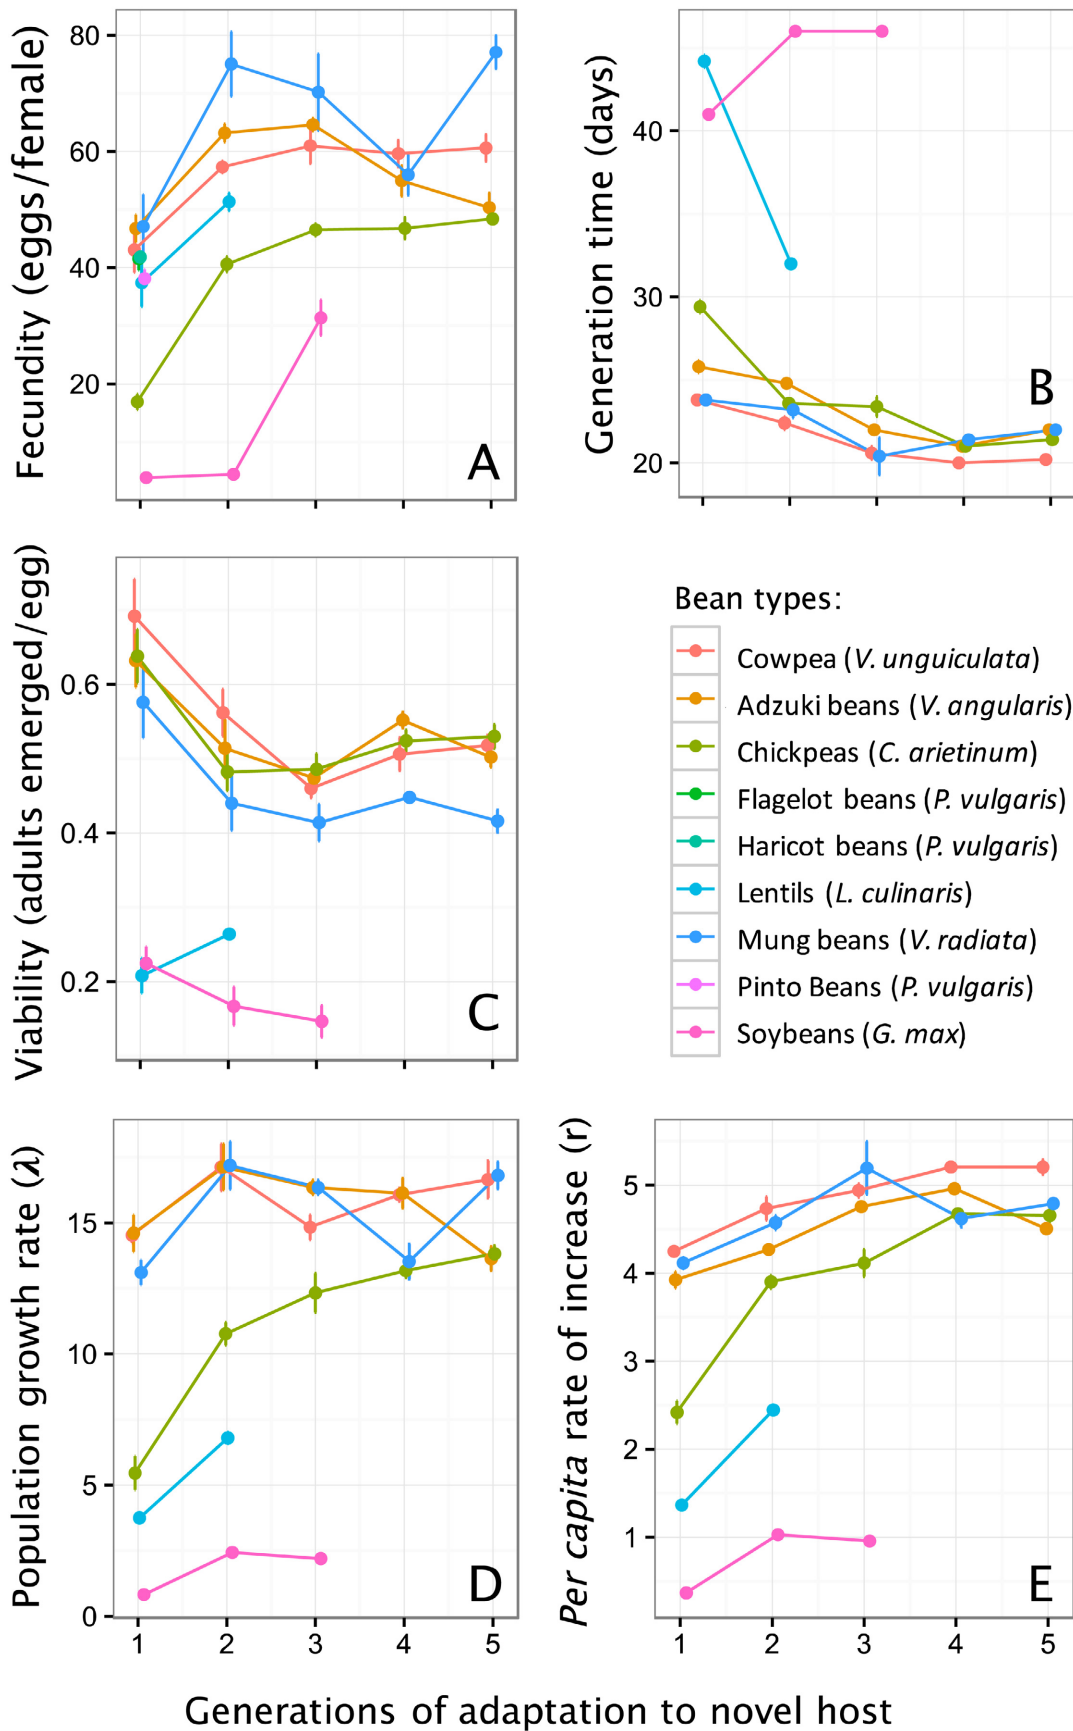 Fecundity (eggs/female)
80
60
40
20
A
Generation time (days)
40
30
20
B
Viability (adults emerged/egg)
0.6
0.4
0.2
C
Bean types:
Cowpea (V. unguiculata)
Adzuki beans (V. angularis)
Chickpeas (C. arietinum)
Flagelot beans (P. vulgaris)
Haricot beans (P. vulgaris)
Lentils (L. culinaris)
Mung beans (V. radiata)
Pinto Beans (P. vulgaris)
Soybeans (G. max)
Population growth rate (λ)
15
10
5
0
D
1 2 3 4 5
Per capita rate of increase (r)
5
4
3
2
1
E
1 2 3 4 5
Generations of adaptation to novel host